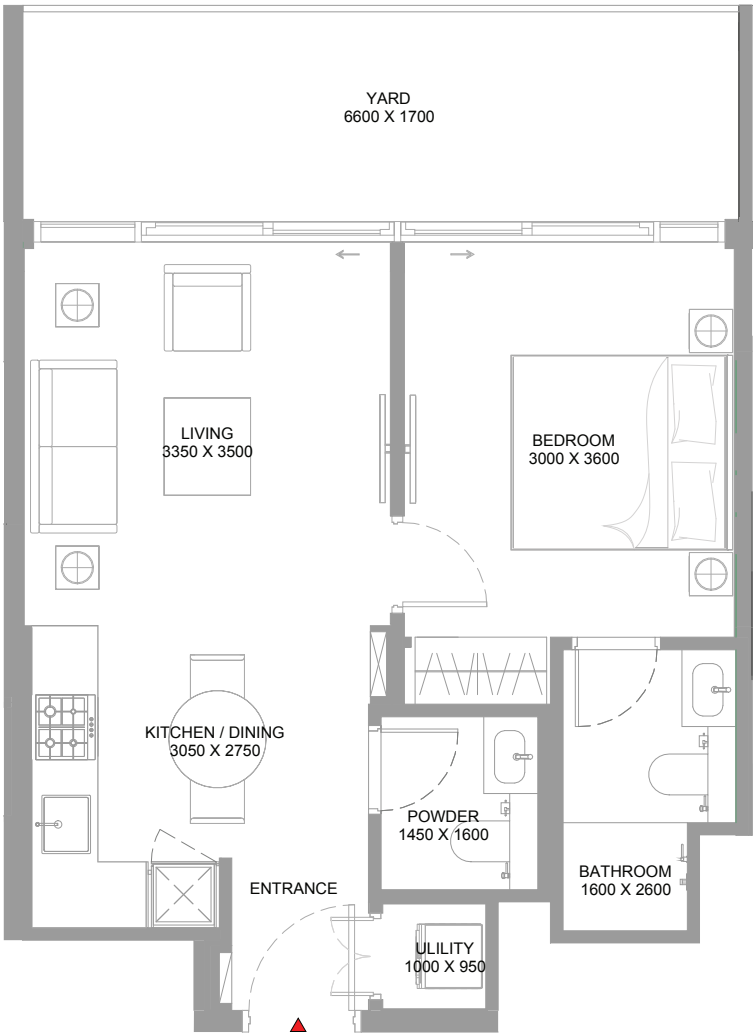 YARD
6600 X 1700
LIVING
3350 X 3500
BEDROOM
3000 X 3600
KITCHEN / DINING
3050 X 2750
POWDER
1450 X 1600
BATHROOM
1600 X 2600
ENTRANCE
ULILITY
1000 X 950